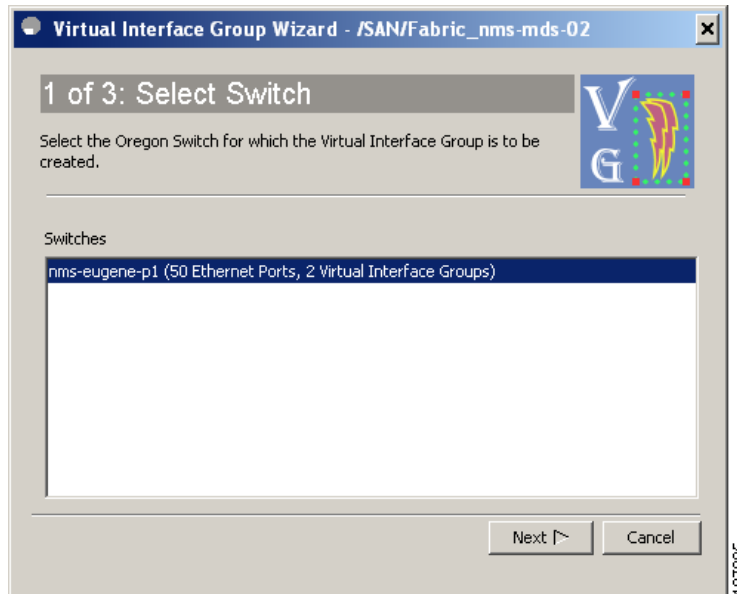 Virtual Interface Group Wizard - /SAN/Fabric_nms-mds-02
1 of 3: Select Switch
V
G
Select the Oregon Switch for which the Virtual Interface Group is to be
created.
Switches
nms-eugene-p1 (50 Ethernet Ports, 2 Virtual Interface Groups)
Next
Cancel